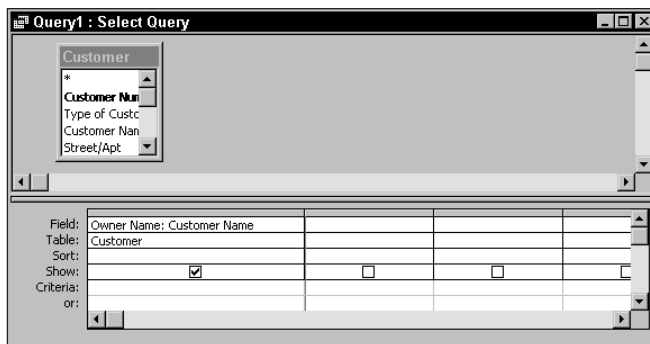 Query1 : Select Query
Customer
*
Customer Nun
Type of Custc
Customer Nan
Street/Apt
Field: Owner Name: Customer Name
Table: Customer
Sort:
Show:
Criteria:
or: